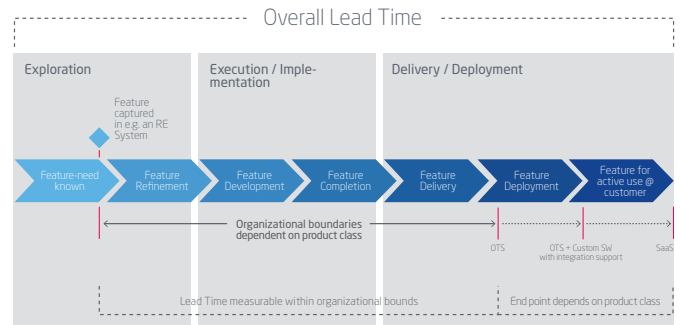 Overall Lead Time
Exploration
Execution / Imple-
mentation
Delivery / Deployment
Feature
captured
in e.g. an RE
System
Feature-need
known
Feature
Refinement
Feature
Development
Feature
Completion
Feature
Delivery
Feature
Deployment
Feature for
active use @
customer
Organizational boundaries
dependent on product class
OTS
OTS + Custom SW
with integration support
SaaS
Lead Time measurable within organizational bounds
End point depends on product class